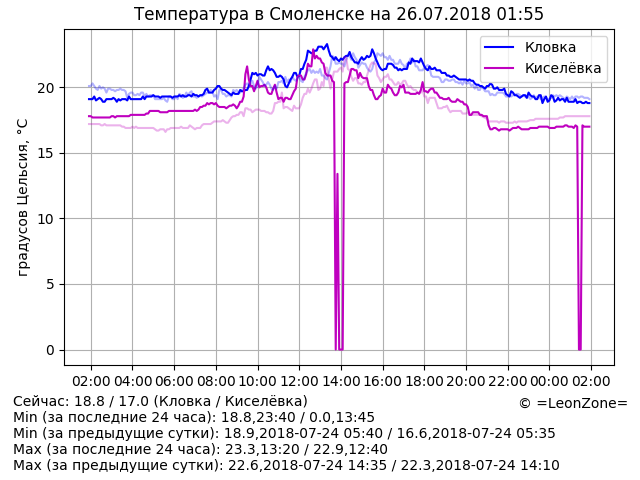 Температура в Смоленске на 26.07.2018 01:55
Кловка
Киселёвка
градусов Цельсия, °C
20
15
10
5
0
02:00 04:00 06:00 08:00 10:00 12:00 14:00 16:00 18:00 20:00 22:00 00:00 02:00
Сейчас: 18.8 / 17.0 (Кловка / Киселёвка)
© =LeonZone=
Min (за последние 24 часа): 18.8,23:40 / 0.0,13:45
Min (за предыдущие сутки): 18.9,2018-07-24 05:40 / 16.6,2018-07-24 05:35
Max (за последние 24 часа): 23.3,13:20 / 22.9,12:40
Max (за предыдущие сутки): 22.6,2018-07-24 14:35 / 22.3,2018-07-24 14:10